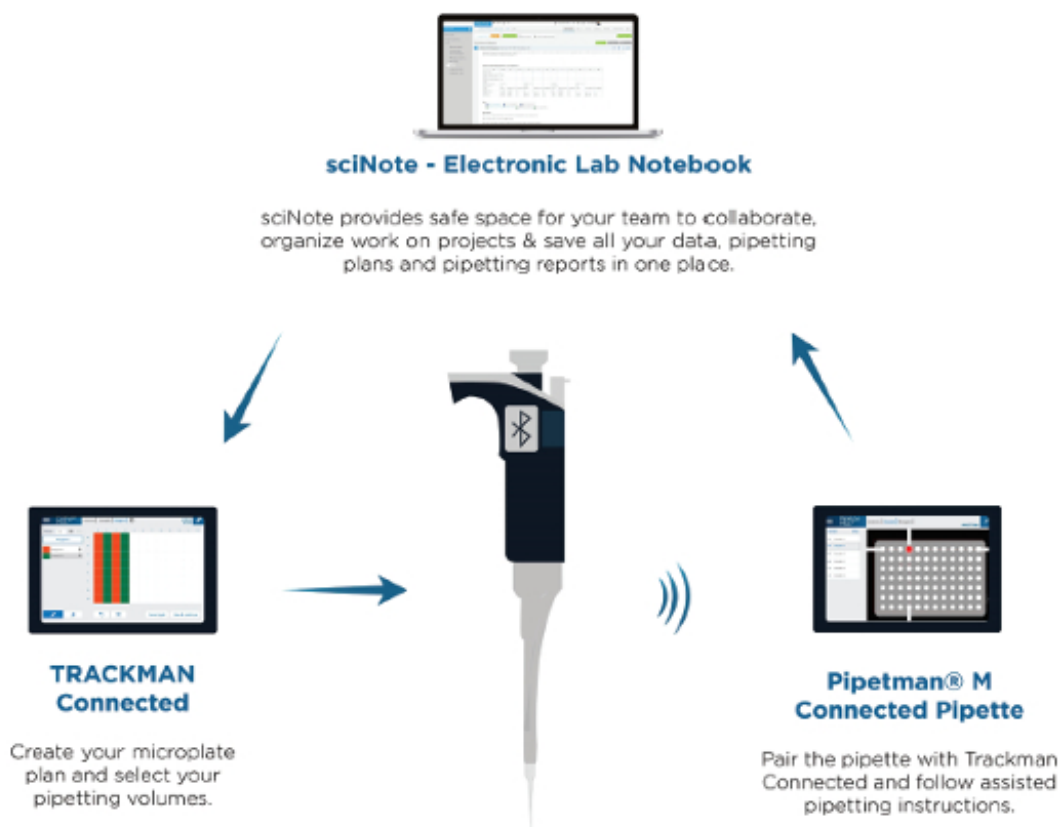 sciNote - Electronic Lab Notebook
sciNote provides safe space for your team to collaborate,
organize work on projects & save all your data, pipetting
plans and pipetting reports in one place.
TRACKMAN
Connected
Create your microplate
plan and select your
pipetting volumes.
Pipetman® M
Connected Pipette
Pair the pipette with Trackman
Connected and follow assisted
pipetting instructions.